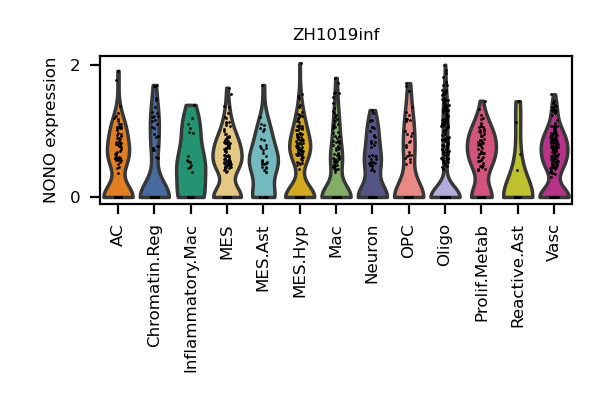 ZH1019inf
NONO expression
2
0
AC
Chromatin.Reg
Inflammatory.Mac
MES
MES.Ast
MES.Hyp
Mac
Neuron
OPC
Oligo
Prolif.Metab
Reactive.Ast
Vasc